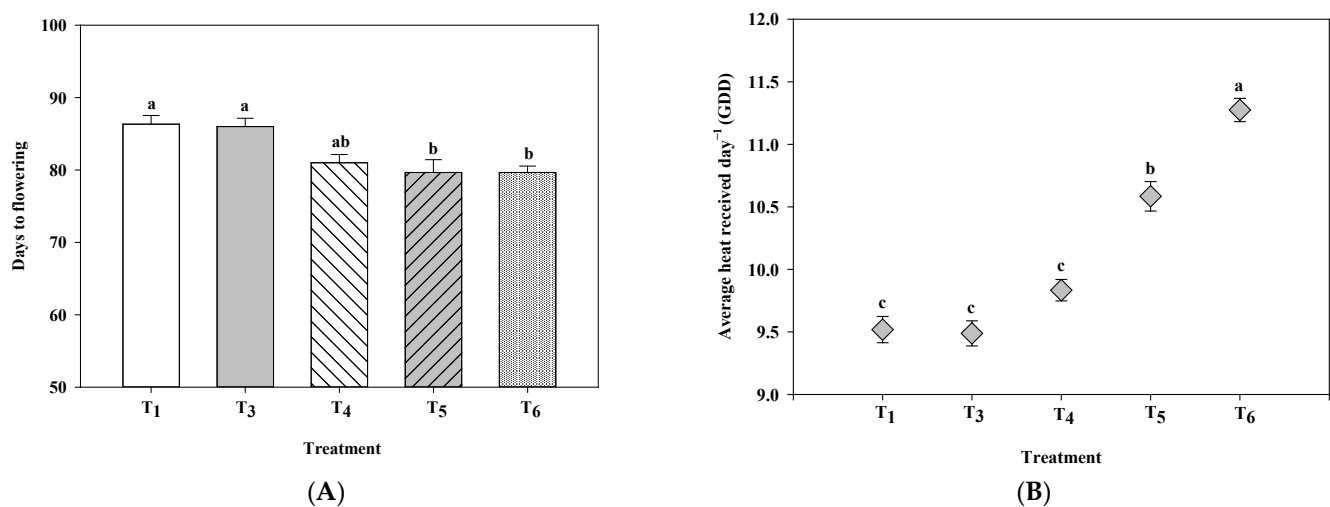 100
90
80
70
60
50
Days to flowering
a
a
ab
b
b
T1
T3
T4
T5
T6
Treatment
(A)
12.0
11.5
11.0
10.5
10.0
9.5
9.0
Average heat received day⁻¹ (GDD)
c
c
c
b
a
T1
T3
T4
T5
T6
Treatment
(B)